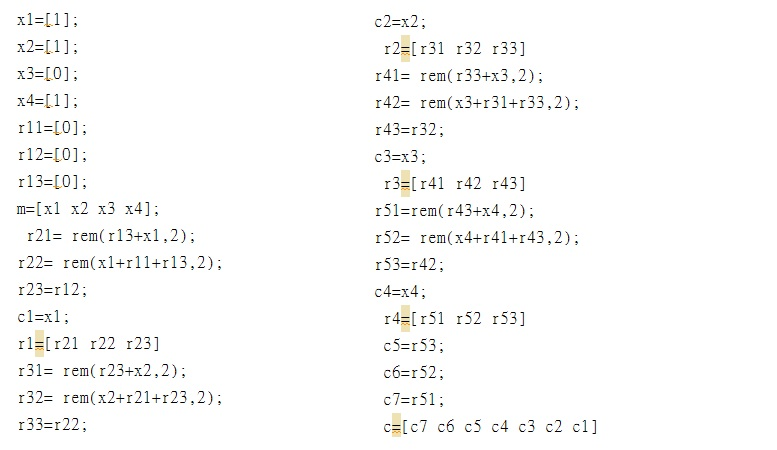 x1=[1];
x2=[1];
x3=[0];
x4=[1];
r11=[0];
r12=[0];
r13=[0];
m=[x1 x2 x3 x4];
r21= rem(r13+x1,2);
r22= rem(x1+r11+r13,2);
r23=r12;
c1=x1;
r1=[r21 r22 r23]
r31= rem(r23+x2,2);
r32= rem(x2+r21+r23,2);
r33=r22;
c2=x2;
r2=[r31 r32 r33]
r41= rem(r33+x3,2);
r42= rem(x3+r31+r33,2);
r43=r32;
c3=x3;
r3=[r41 r42 r43]
r51=rem(r43+x4,2);
r52= rem(x4+r41+r43,2);
r53=r42;
c4=x4;
r4=[r51 r52 r53]
c5=r53;
c6=r52;
c7=r51;
c=[c7 c6 c5 c4 c3 c2 c1]